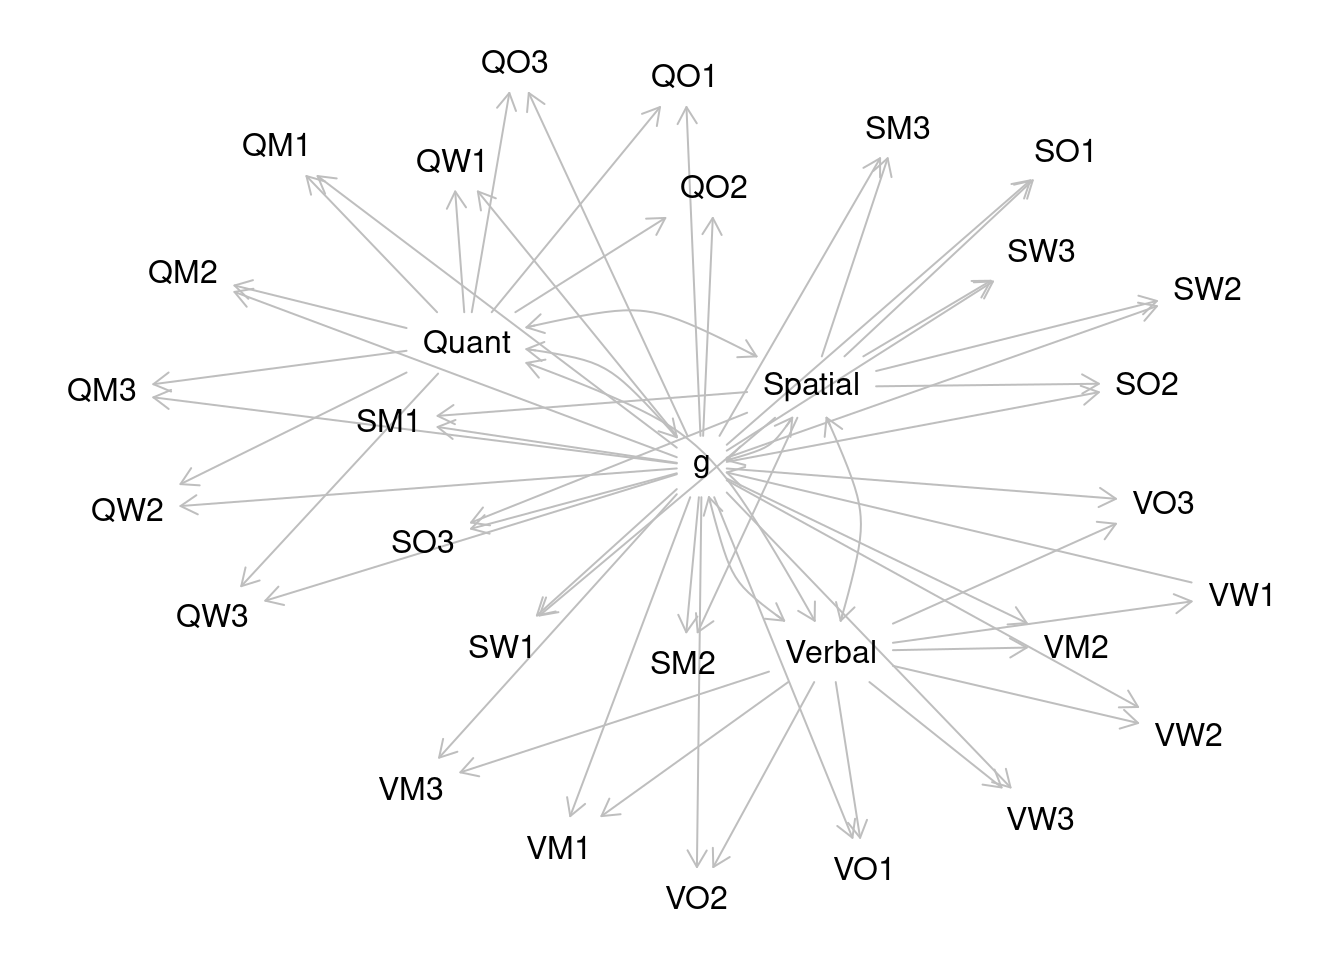 QO3
QO1
SM3
QM1
SO1
QW1
QO2
SW3
QM2
SW2
Quant
Spatial
SO2
QM3
SM1
g
VO3
QW2
SO3
VW1
QW3
SW1
VM2
Verbal
SM2
VW2
VM3
VW3
VM1
VO1
VO2